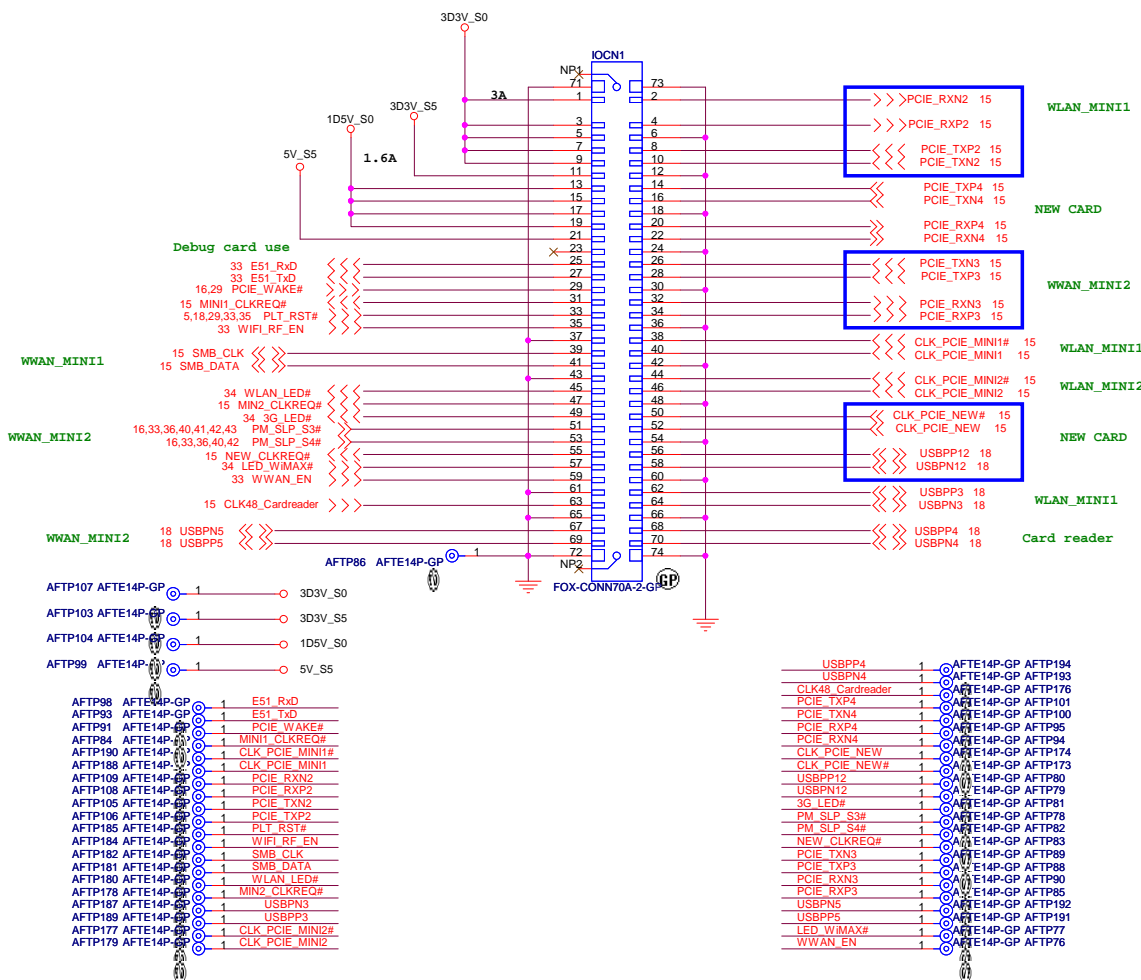 3D3V_S0
IOCN1
NP1
71 73
3A
1 2 PCIE_RXN2 15
WLAN_MINI1
3D3V_S5
1D5V_S0
3 4 PCIE_RXP2 15
5 6
7 8 PCIE_TXP2 15
1.6A
5V_S5
9 10 PCIE_TXN2 15
11 12
13 14 PCIE_TXP4 15
15 16 PCIE_TXN4 15
NEW CARD
17 18
19 20 PCIE_RXP4 15
21 22 PCIE_RXN4 15
Debug card use
23 24
33 E51_RxD 25 26 PCIE_TXN3 15
33 E51_TxD 27 28 PCIE_TXP3 15
WWAN_MINI2
16,29 PCIE_WAKE# 29 30
15 MINI1_CLKREQ# 31 32 PCIE_RXN3 15
5,18,29,33,35 PLT_RST# 33 34 PCIE_RXP3 15
33 WIFI_RF_EN 35 36
37 38 CLK_PCIE_MINI1# 15
WLAN_MINI1
WWAN_MINI1
15 SMB_CLK 39 40 CLK_PCIE_MINI1 15
15 SMB_DATA 41 42
43 44 CLK_PCIE_MINI2# 15
WLAN_MINI2
34 WLAN_LED# 45 46 CLK_PCIE_MINI2 15
15 MIN2_CLKREQ# 47 48
34 3G_LED# 49 50 CLK_PCIE_NEW# 15
WWAN_MINI2
16,33,36,40,41,42,43 PM_SLP_S3# 51 52 CLK_PCIE_NEW 15
NEW CARD
16,33,36,40,42 PM_SLP_S4# 53 54
15 NEW_CLKREQ# 55 56 USBPP12 18
34 LED_WiMAX# 57 58 USBPN12 18
33 WWAN_EN 59 60
61 62 USBPP3 18
WLAN_MINI1
15 CLK48_Cardreader 63 64 USBPN3 18
65 66
WWAN_MINI2
18 USBPN5 67 68 USBPP4 18
Card reader
18 USBPP5 69 70 USBPN4 18
AFTP86 AFTE14P-GP 1
72 74
NP2
FOX-CONN70A-2-GP
GP
AFTP107 AFTE14P-GP 1 3D3V_S0
AFTP103 AFTE14P-GP 1 3D3V_S5
AFTP104 AFTE14P-GP 1 1D5V_S0
AFTP99 AFTE14P-GP 1 5V_S5
AFTP98 AFTE14P-GP 1 E51_RxD
AFTP93 AFTE14P-GP 1 E51_TxD
AFTP91 AFTE14P-GP 1 PCIE_WAKE#
AFTP84 AFTE14P-GP 1 MINI1_CLKREQ#
AFTP190 AFTE14P-GP 1 CLK_PCIE_MINI1#
AFTP188 AFTE14P-GP 1 CLK_PCIE_MINI1
AFTP109 AFTE14P-GP 1 PCIE_RXN2
AFTP108 AFTE14P-GP 1 PCIE_RXP2
AFTP105 AFTE14P-GP 1 PCIE_TXN2
AFTP106 AFTE14P-GP 1 PCIE_TXP2
AFTP185 AFTE14P-GP 1 PLT_RST#
AFTP184 AFTE14P-GP 1 WIFI_RF_EN
AFTP182 AFTE14P-GP 1 SMB_CLK
AFTP181 AFTE14P-GP 1 SMB_DATA
AFTP180 AFTE14P-GP 1 WLAN_LED#
AFTP178 AFTE14P-GP 1 MIN2_CLKREQ#
AFTP187 AFTE14P-GP 1 USBPN3
AFTP189 AFTE14P-GP 1 USBPP3
AFTP177 AFTE14P-GP 1 CLK_PCIE_MINI2#
AFTP179 AFTE14P-GP 1 CLK_PCIE_MINI2
USBPP4 1 AFTE14P-GP AFTP194
USBPN4 1 AFTE14P-GP AFTP193
CLK48_Cardreader 1 AFTE14P-GP AFTP176
PCIE_TXP4 1 AFTE14P-GP AFTP101
PCIE_TXN4 1 AFTE14P-GP AFTP100
PCIE_RXP4 1 AFTE14P-GP AFTP95
PCIE_RXN4 1 AFTE14P-GP AFTP94
CLK_PCIE_NEW 1 AFTE14P-GP AFTP174
CLK_PCIE_NEW# 1 AFTE14P-GP AFTP173
USBPP12 1 AFTE14P-GP AFTP80
USBPN12 1 AFTE14P-GP AFTP79
3G_LED# 1 AFTE14P-GP AFTP81
PM_SLP_S3# 1 AFTE14P-GP AFTP78
PM_SLP_S4# 1 AFTE14P-GP AFTP82
NEW_CLKREQ# 1 AFTE14P-GP AFTP83
PCIE_TXN3 1 AFTE14P-GP AFTP89
PCIE_TXP3 1 AFTE14P-GP AFTP88
PCIE_RXN3 1 AFTE14P-GP AFTP90
PCIE_RXP3 1 AFTE14P-GP AFTP85
USBPN5 1 AFTE14P-GP AFTP192
USBPP5 1 AFTE14P-GP AFTP191
LED_WiMAX# 1 AFTE14P-GP AFTP77
WWAN_EN 1 AFTE14P-GP AFTP76